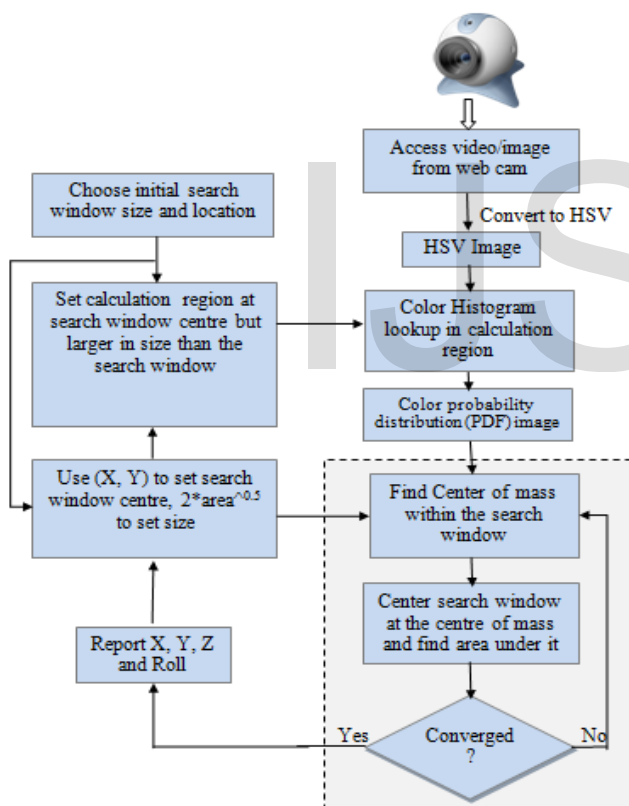 Access video/image
from web cam
Convert to HSV
HSV Image
Choose initial search
window size and location
Set calculation region at
search window centre but
larger in size than the
search window
Color Histogram
lookup in calculation
region
Color probability
distribution(PDF) image
Use (X, Y) to set search
window centre, 2*area^0.5
to set size
Find Center of mass
within the search
window
Center search window
at the centre of mass
and find area under it
Report X, Y, Z
and Roll
Yes
Converged
?
No
IJS